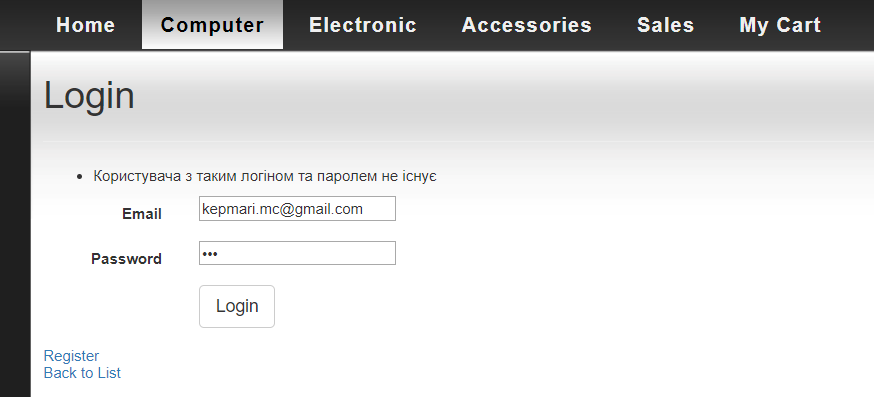 Home Computer Electronic Accessories Sales My Cart
Login
• Користувача з таким логіном та паролем не існує
Email kepmari.mc@gmail.com
Password •••
Login
Register
Back to List